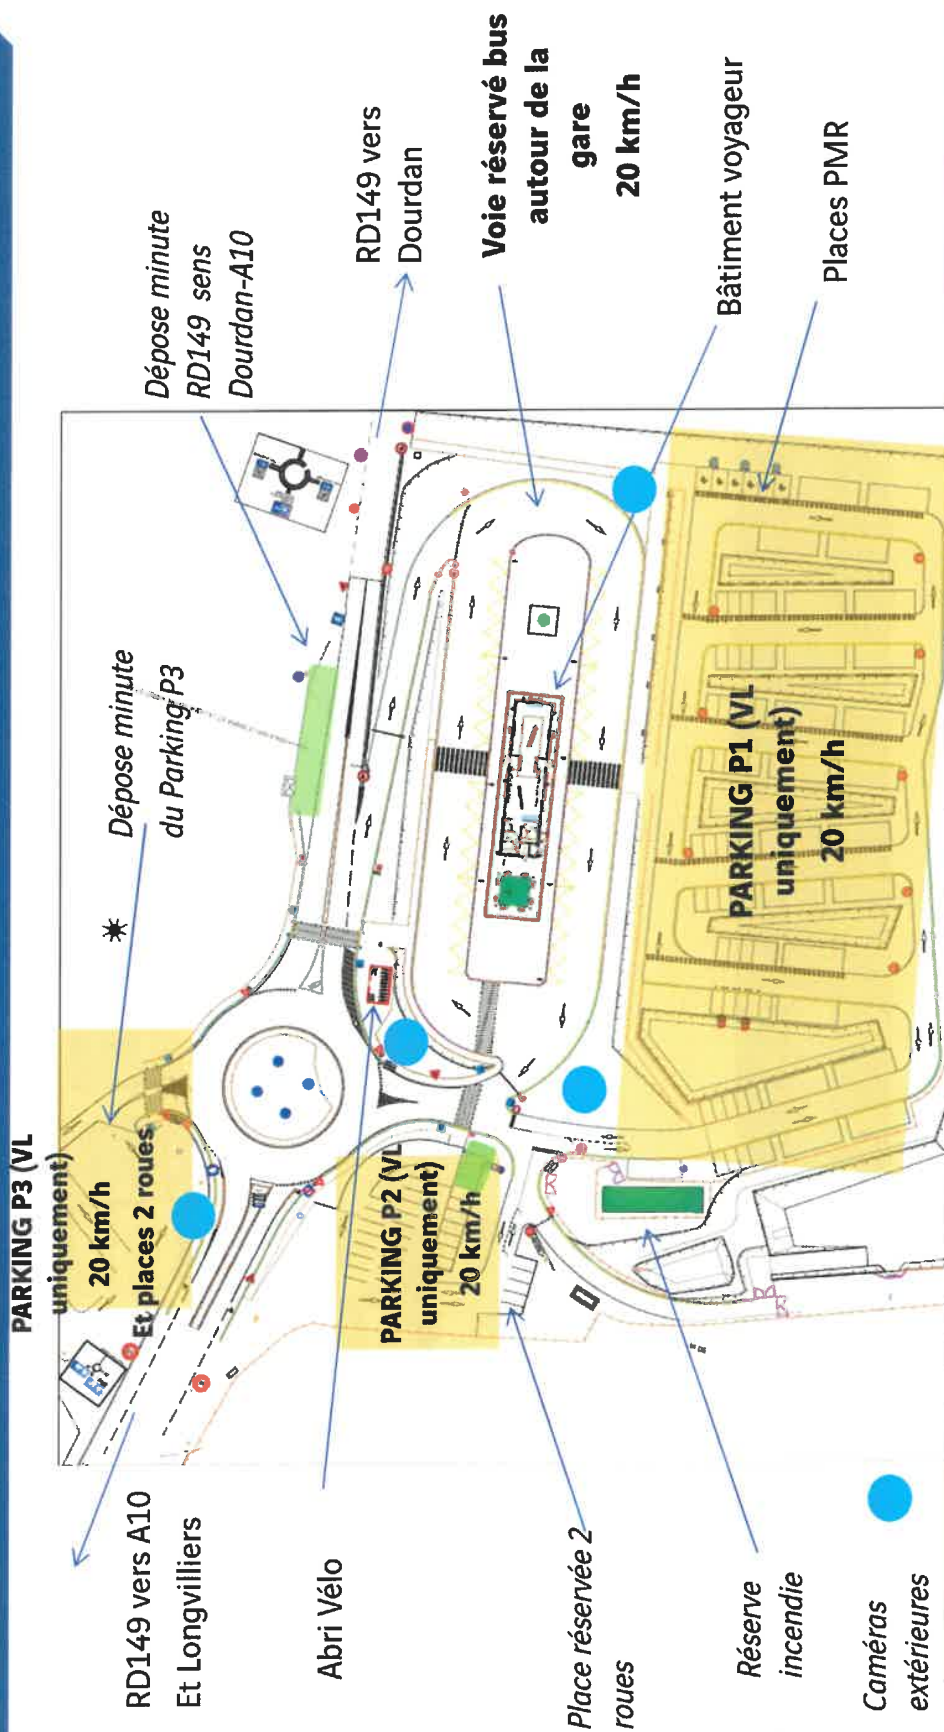 PARKING P3 (VL
uniquement)
20 km/h
Et places 2 roues
Dépose minute
du Parking P3
Dépose minute
RD149 sens
Dourdan-A10
RD149 vers
Dourdan
Voie réservé bus
autour de la
gare
20 km/h
Bâtiment voyageur
Places PMR
PARKING P1 (VL
uniquement)
20 km/h
PARKING P2 (VL
uniquement)
20 km/h
RD149 vers A10
Et Longvilliers
Abri Vélo
Place réservée 2
roues
Réserve
incendie
Caméras
extérieures